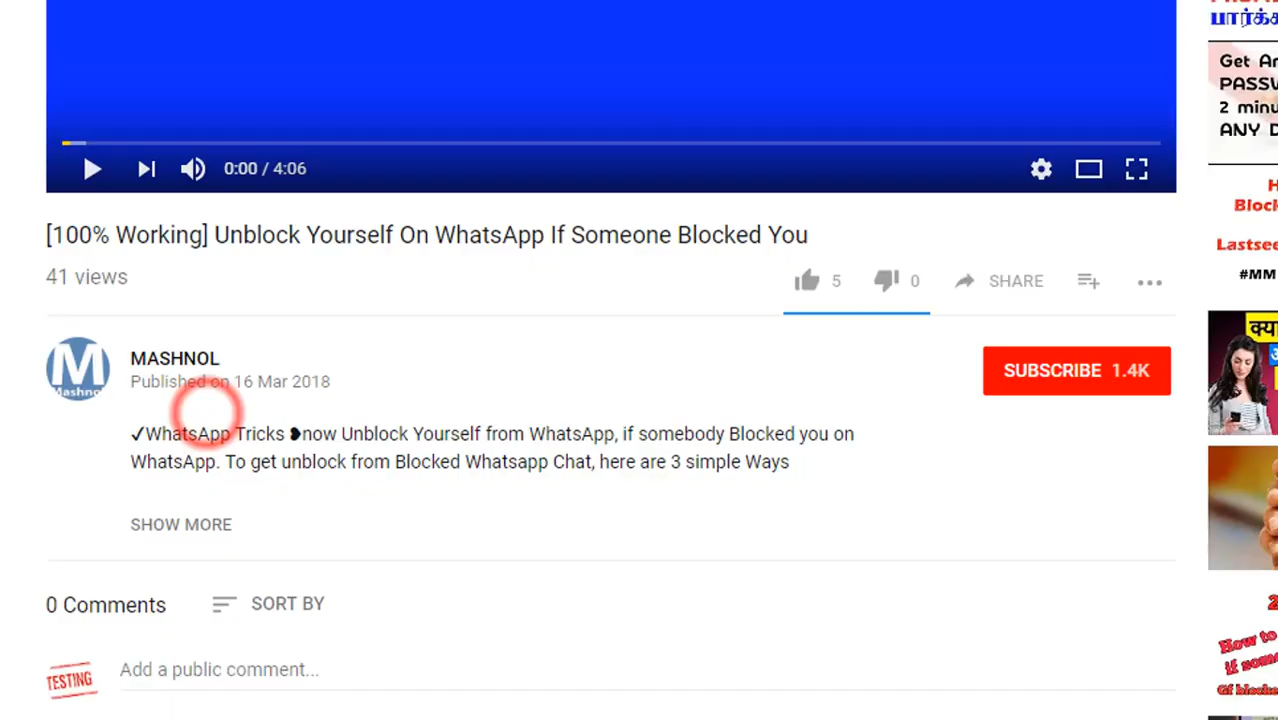 0:00 / 4:06
[100% Working] Unblock Yourself On WhatsApp If Someone Blocked You
41 views
5
0
SHARE
MASHNOL
SUBSCRIBE 1.4K
Published on 16 Mar 2018
✓WhatsApp Tricks ❥now Unblock Yourself from WhatsApp, if somebody Blocked you on
WhatsApp. To get unblock from Blocked Whatsapp Chat, here are 3 simple Ways
SHOW MORE
0 Comments
SORT BY
TESTING
Add a public comment...
Get
2
ANY
Lastsee
#MM
How to